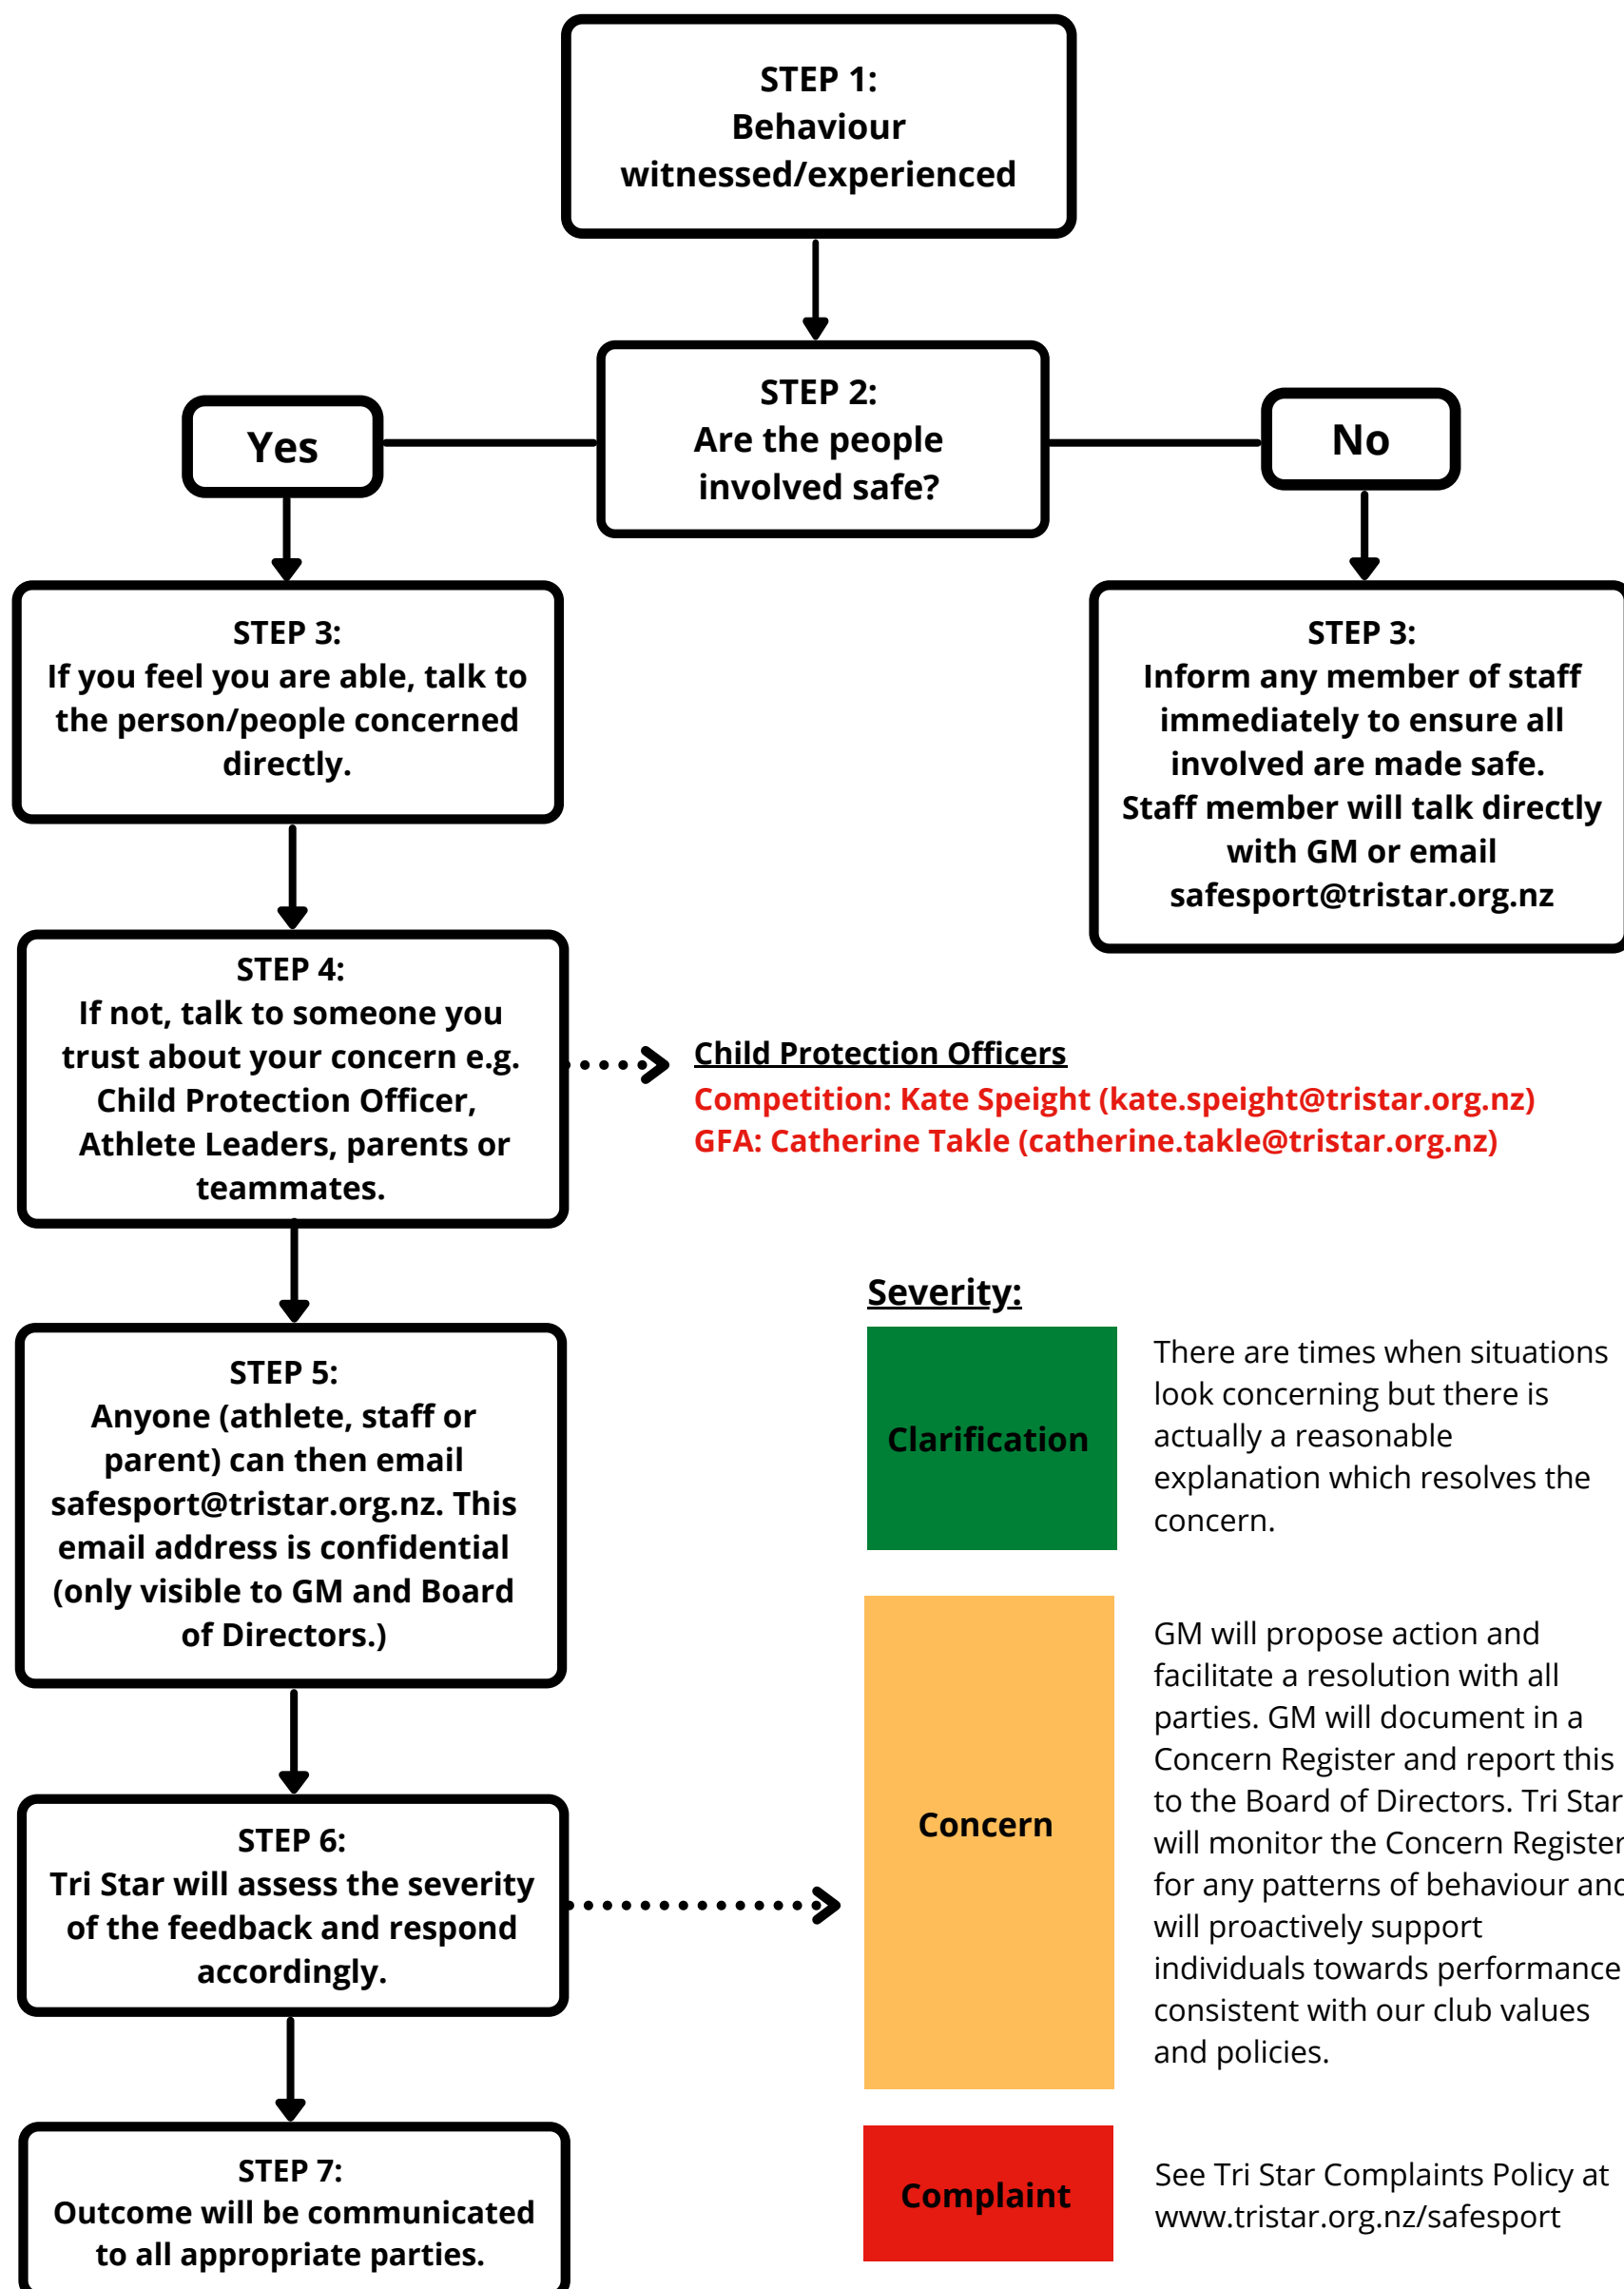 STEP 1:
Behaviour
witnessed/experienced
STEP 2:
Are the people
involved safe?
Yes
No
STEP 3:
If you feel you are able, talk to
the person/people concerned
directly.
STEP 3:
Inform any member of staff
immediately to ensure all
involved are made safe.
Staff member will talk directly
with GM or email
safesport@tristar.org.nz
STEP 4:
If not, talk to someone you
trust about your concern e.g.
Child Protection Officer,
Athlete Leaders, parents or
teammates.
Child Protection Officers
Competition: Kate Speight (kate.speight@tristar.org.nz)
GFA: Catherine Takle (catherine.takle@tristar.org.nz)
STEP 5:
Anyone (athlete, staff or
parent) can then email
safesport@tristar.org.nz. This
email address is confidential
(only visible to GM and Board
of Directors.)
Severity:
Clarification
There are times when situations
look concerning but there is
actually a reasonable
explanation which resolves the
concern.
Concern
GM will propose action and
facilitate a resolution with all
parties. GM will document in a
Concern Register and report this
to the Board of Directors. Tri Star
will monitor the Concern Register
for any patterns of behaviour and
will proactively support
individuals towards performance
consistent with our club values
and policies.
STEP 6:
Tri Star will assess the severity
of the feedback and respond
accordingly.
STEP 7:
Outcome will be communicated
to all appropriate parties.
Complaint
See Tri Star Complaints Policy at
www.tristar.org.nz/safesport